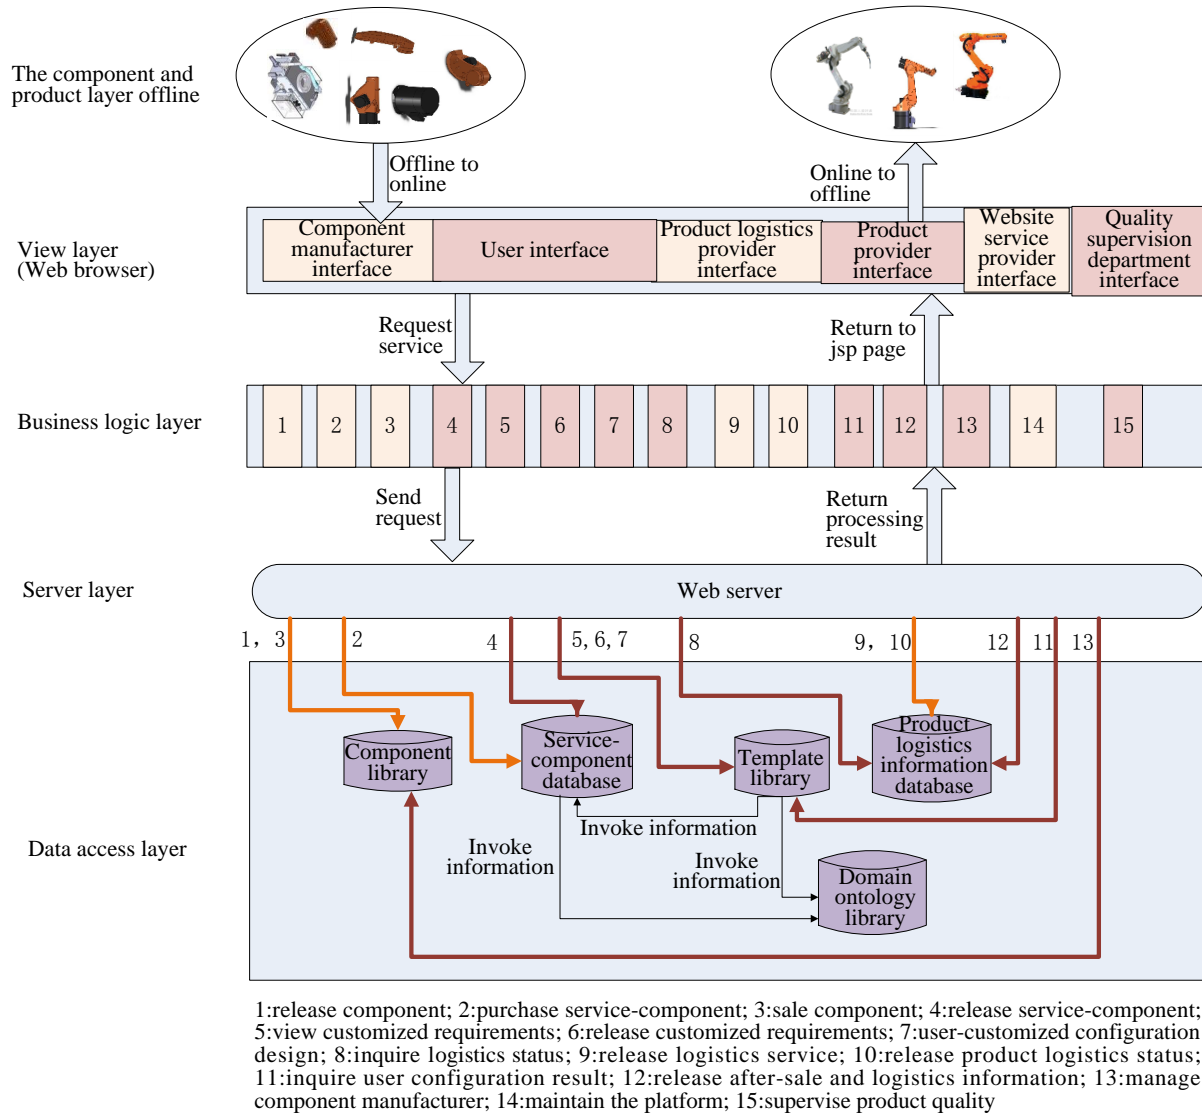 The component and
product layer offline
Offline to
online
Online to
offline
View layer
(Web browser)
Component
manufacturer
interface
User interface
Product logistics
provider
interface
Product
provider
interface
Website
service
provider
interface
Quality
supervision
department
interface
Request
service
Return to
jsp page
Business logic layer
1 2 3 4 5 6 7 8 9 10 11 12 13 14 15
Send
request
Return
processing
result
Server layer
Web server
1, 3 2 4 5,6,7 8 9, 10 12 11 13
Data access layer
Component
library
Service-
component
database
Template
library
Product
logistics
information
database
Invoke information
Invoke
information
Invoke
information
Domain
ontology
library
1:release component; 2:purchase service-component; 3:sale component; 4:release service-component;
5:view customized requirements; 6:release customized requirements; 7:user-customized configuration
design; 8:inquire logistics status; 9:release logistics service; 10:release product logistics status;
11:inquire user configuration result; 12:release after-sale and logistics information; 13:manage
component manufacturer; 14:maintain the platform; 15:supervise product quality